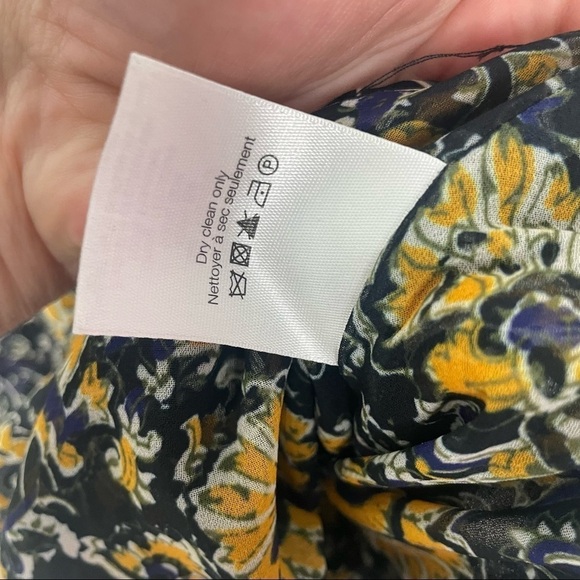 Dry clean only
Nettoyer à sec seulement
P